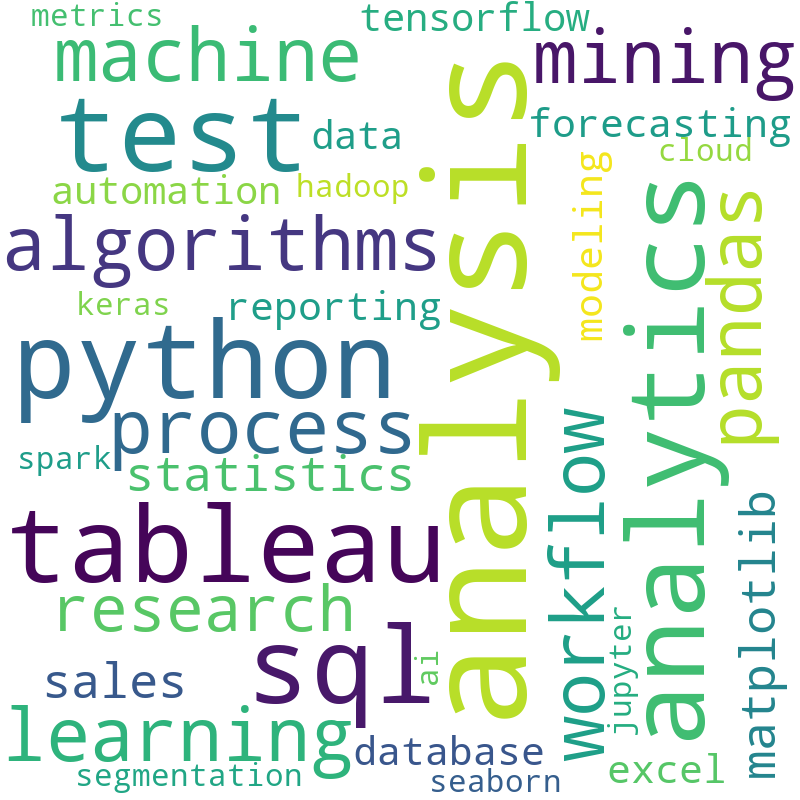 metrics
tensorflow
machine
mining
test
data
forecasting
cloud
automation
hadoop
algorithms
analysis
modeling
analytics
pandas
keras
reporting
python
process
spark
statistics
workflow
tableau
matplotlib
research
sql
ai
jupyter
sales
learning
database
excel
segmentation
seaborn